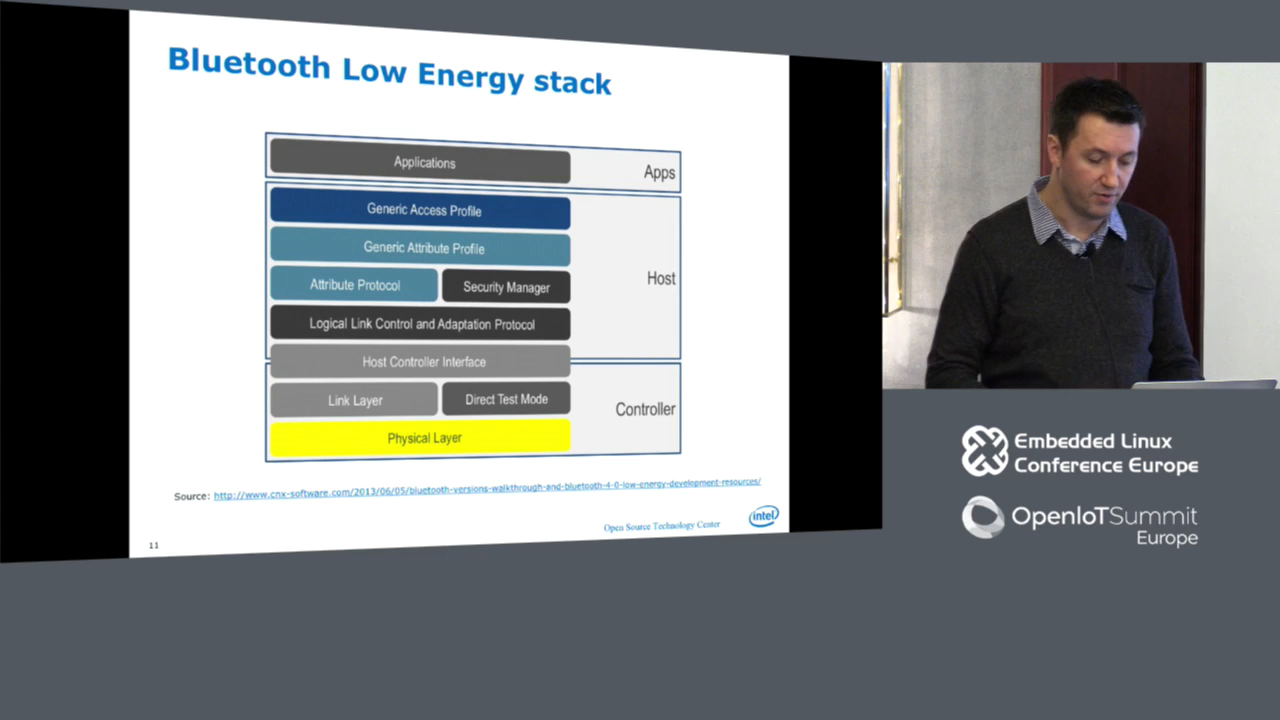 Bluetooth Low Energy stack
Applications
Apps
Generic Access Profile
Generic Attribute Profile
Host
Attribute Protocol
Security Manager
Logical Link Control and Adaptation Protocol
Host Controller Interface
Link Layer
Direct Test Mode
Controller
Physical Layer
Source: http://www.cnx-software.com/2013/06/05/bluetooth-versions-walkthrough-and-bluetooth-4-0-low-energy-development-resources/
Open Source Technology Center
intel
11
Embedded Linux
Conference Europe
OpenIoTSummit
Europe